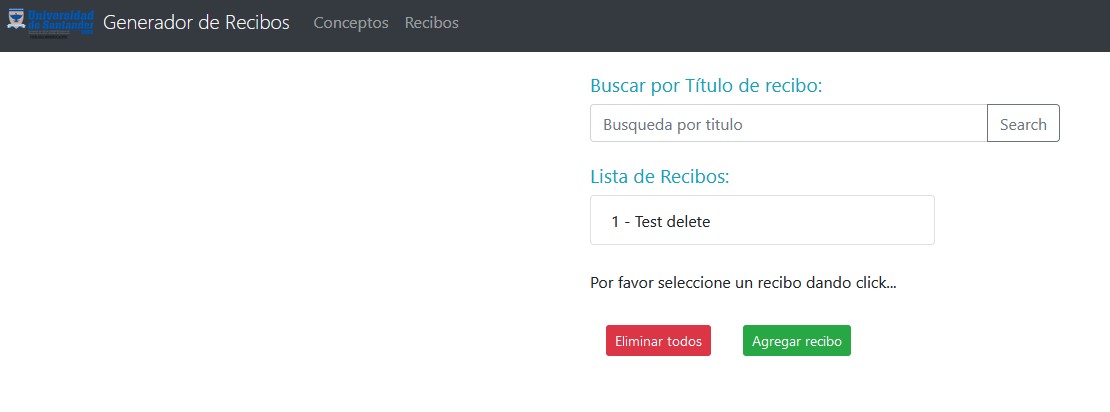 Universidad
de Santander
Generador de Recibos Conceptos Recibos
Buscar por Título de recibo:
Busqueda por titulo Search
Lista de Recibos:
1 - Test delete
Por favor seleccione un recibo dando click...
Eliminar todos Agregar recibo